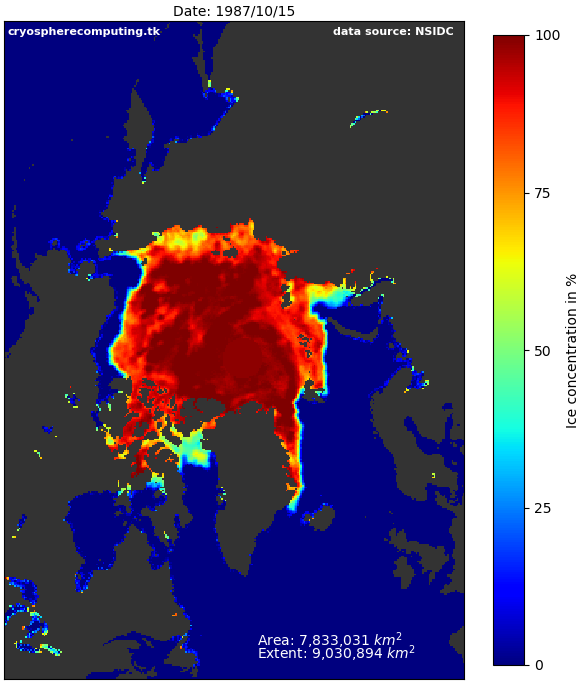 Date: 1987/10/15
cryospherecomputing.tk
data source: NSIDC
100
75
50
25
0
Ice concentration in %
Area: 7,833,031 km²
Extent: 9,030,894 km²